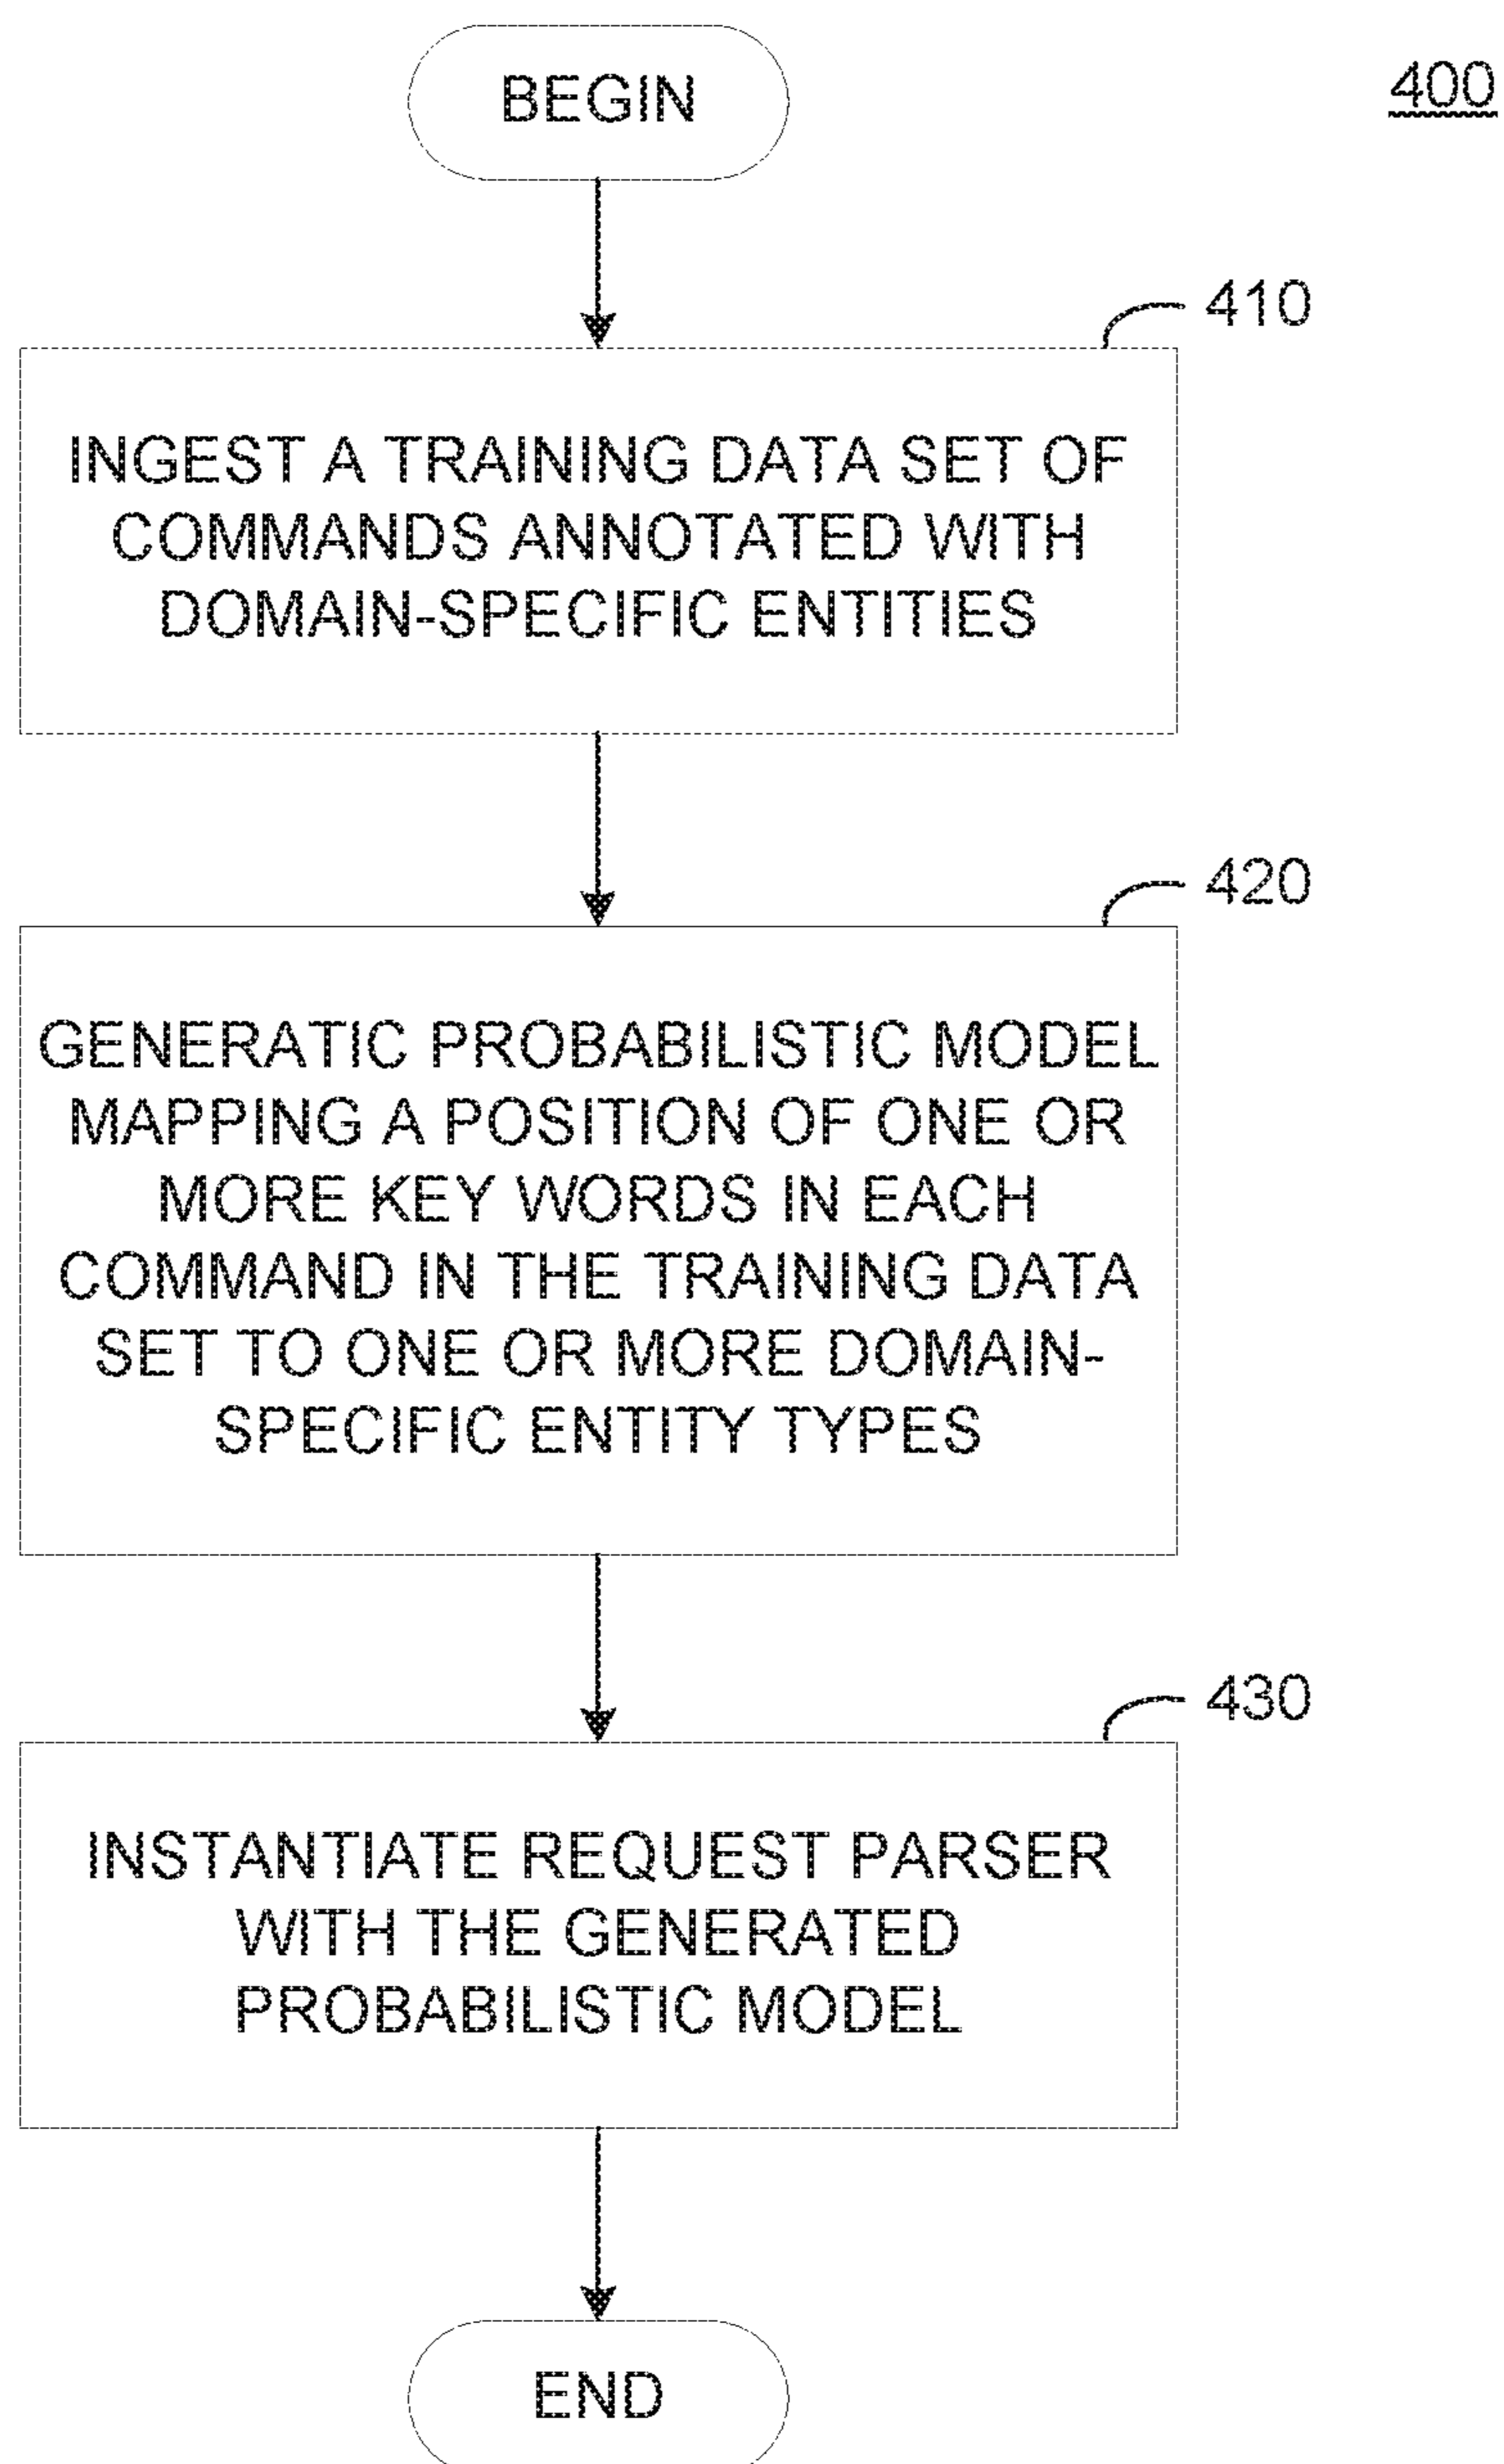 BEGIN
400
410
INGEST A TRAINING DATA SET OF
COMMANDS ANNOTATED WITH
DOMAIN-SPECIFIC ENTITIES
420
GENERATIC PROBABILISTIC MODEL
MAPPING A POSITION OF ONE OR
MORE KEY WORDS IN EACH
COMMAND IN THE TRAINING DATA
SET TO ONE OR MORE DOMAIN-
SPECIFIC ENTITY TYPES
430
INSTANTIATE REQUEST PARSER
WITH THE GENERATED
PROBABILISTIC MODEL
END